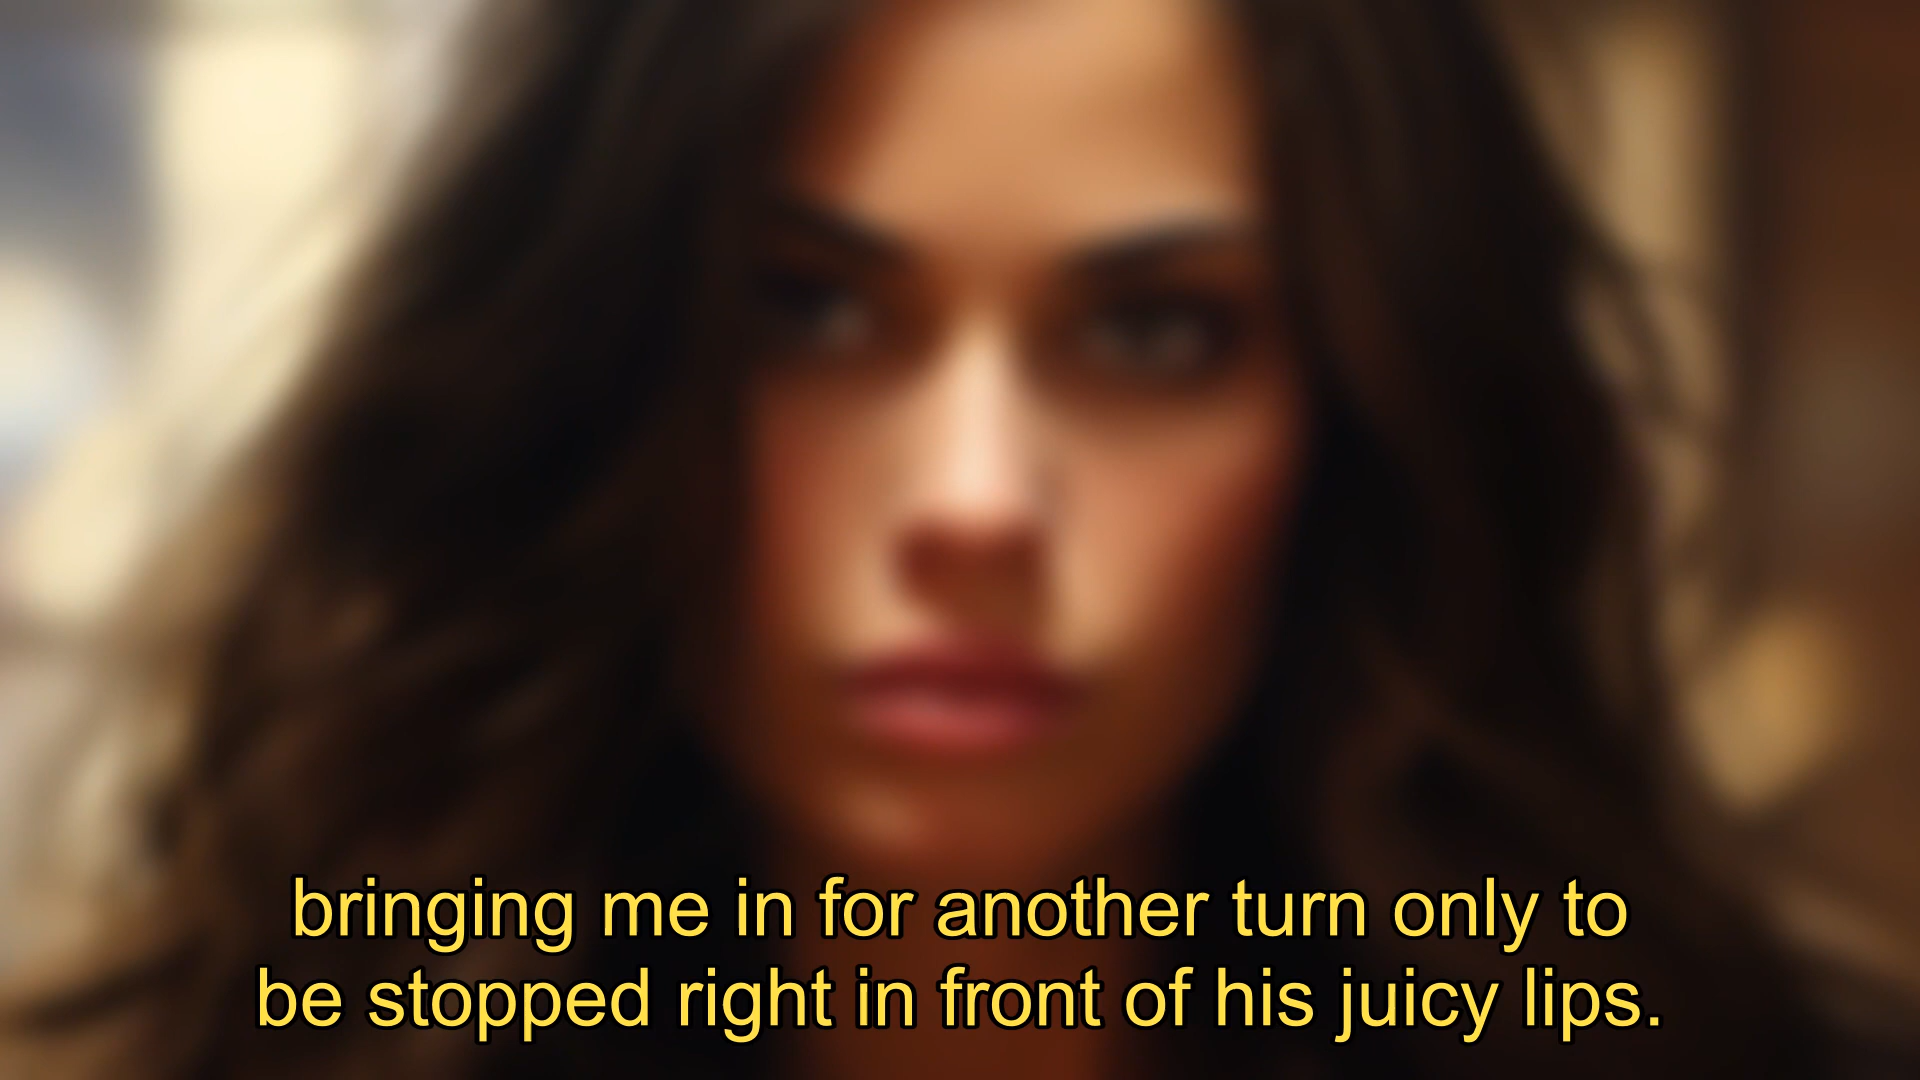 bringing me in for another turn only to
be stopped right in front of his juicy lips.